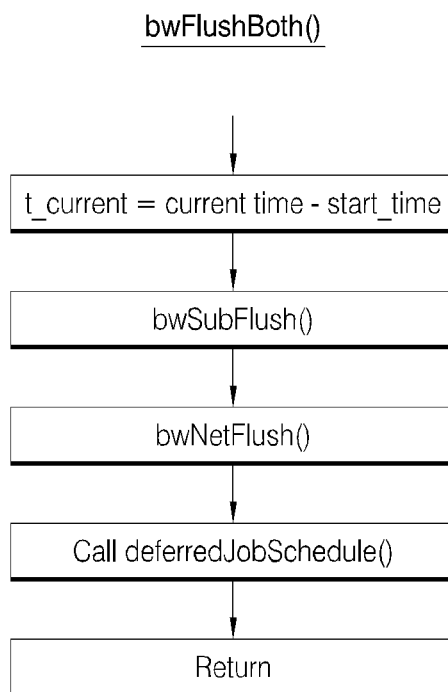 bwFlushBoth()
t_current = current time - start_time
bwSubFlush()
bwNetFlush()
Call deferredJobSchedule()
Return